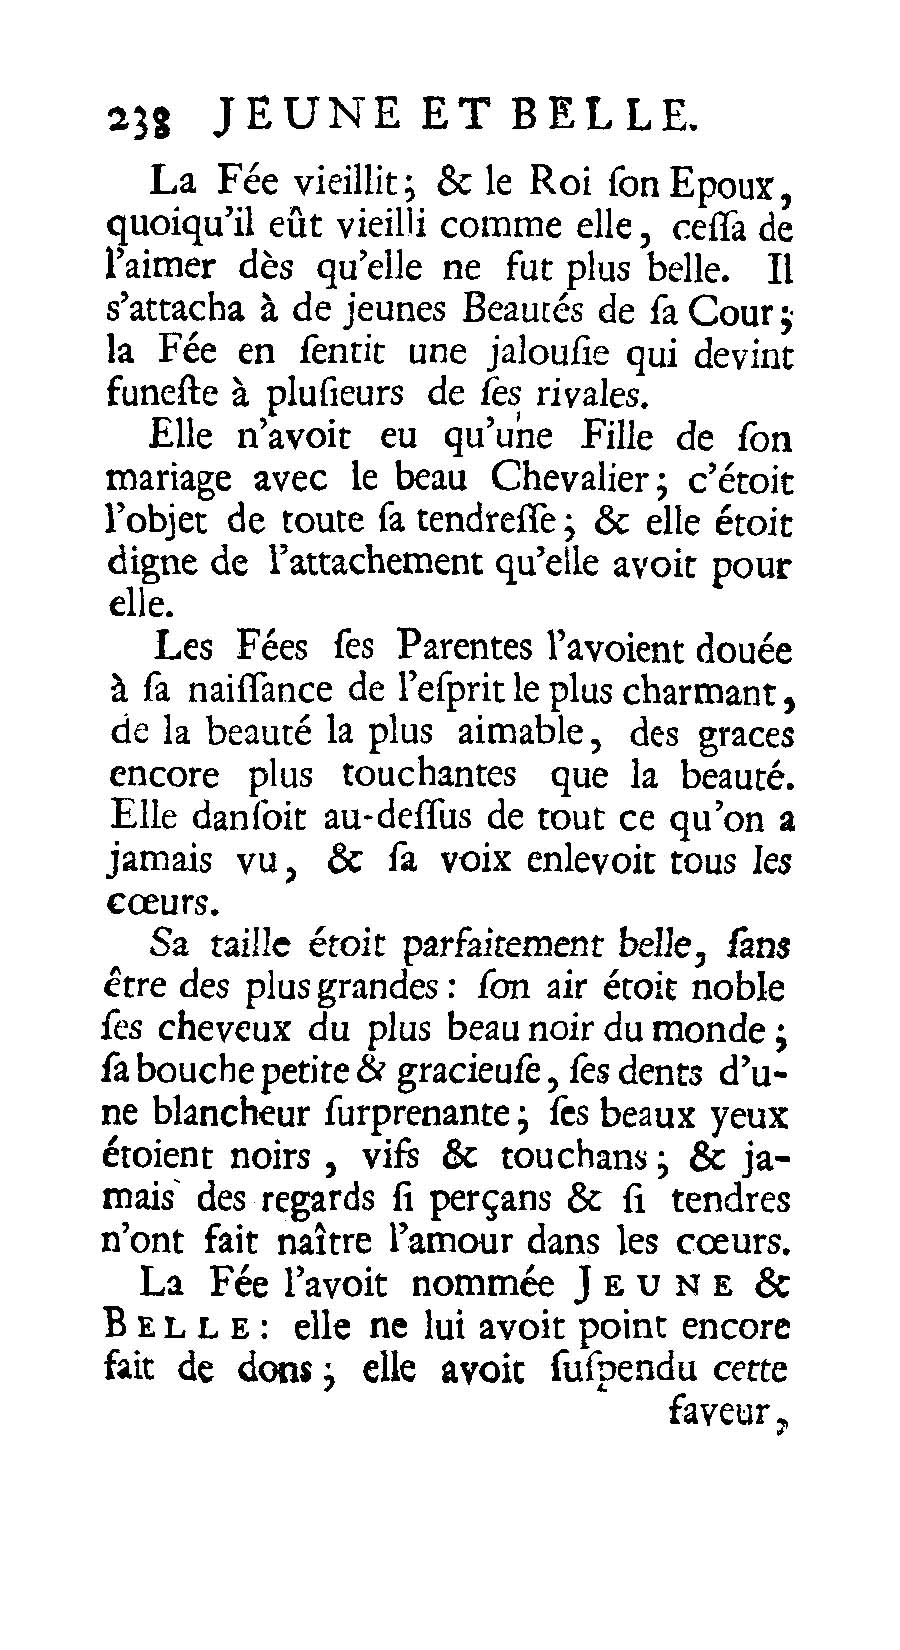 238 JEUNE ET BELLE.
La Fée vieillit; & le Roi ſon Epoux,
quoiqu'il eût vieilli comme elle, ceſſa de
l'aimer dès qu'elle ne fut plus belle. Il
s'attacha à de jeunes Beautés de ſa Cour;
la Fée en ſentit une jalouſie qui devint
funeſte à pluſieurs de ſes rivales.
Elle n'avoit eu qu'une Fille de ſon
mariage avec le beau Chevalier; c'étoit
l'objet de toute ſa tendreſſe; & elle étoit
digne de l'attachement qu'elle avoit pour
elle.
Les Fées ſes Parentes l'avoient douée
à ſa naiſſance de l'eſprit le plus charmant,
de la beauté la plus aimable, des graces
encore plus touchantes que la beauté.
Elle danſoit au-deſſus de tout ce qu'on a
jamais vu, & ſa voix enlevoit tous les
cœurs.
Sa taille étoit parfaitement belle, ſans
être des plus grandes: ſon air étoit noble
ſes cheveux du plus beau noir du monde;
ſa bouche petite & gracieuſe, ſes dents d'u-
ne blancheur ſurprenante; ſes beaux yeux
étoient noirs, vifs & touchans; & ja-
mais des regards ſi perçans & ſi tendres
n'ont fait naître l'amour dans les cœurs.
La Fée l'avoit nommée JEUNE &
BELLE: elle ne lui avoit point encore
fait de dons; elle avoit ſuſpendu cette
faveur,